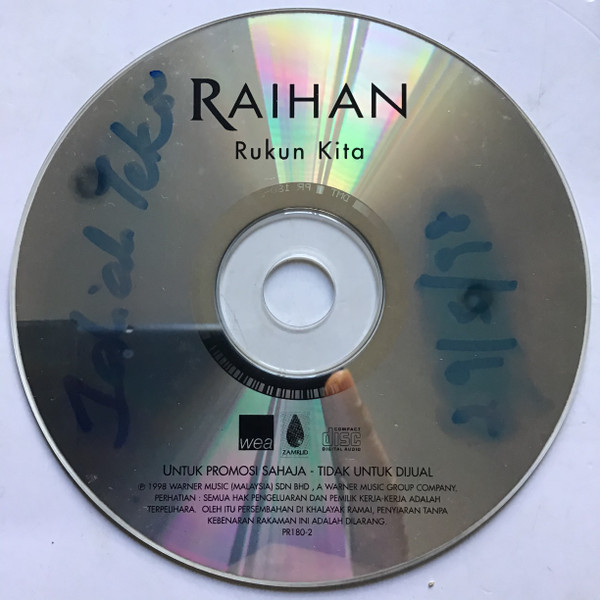 RAIHAN
Rukun Kita
wea
ZAMRUD
COMPACT
disc
DIGITAL AUDIO
UNTUK PROMOSI SAHAJA - TIDAK UNTUK DIJUAL
℗ 1998 WARNER MUSIC (MALAYSIA) SDN BHD , A WARNER MUSIC GROUP COMPANY.
PERHATIAN : SEMUA HAK PENGELUARAN DAN PEMILIK KERJA-KERJA ADALAH
TERPELIHARA. OLEH ITU PERSEMBAHAN DI KHALAYAK RAMAI, PENYIARAN TANPA
KEBENARAN RAKAMAN INI ADALAH DILARANG.
PR180-2